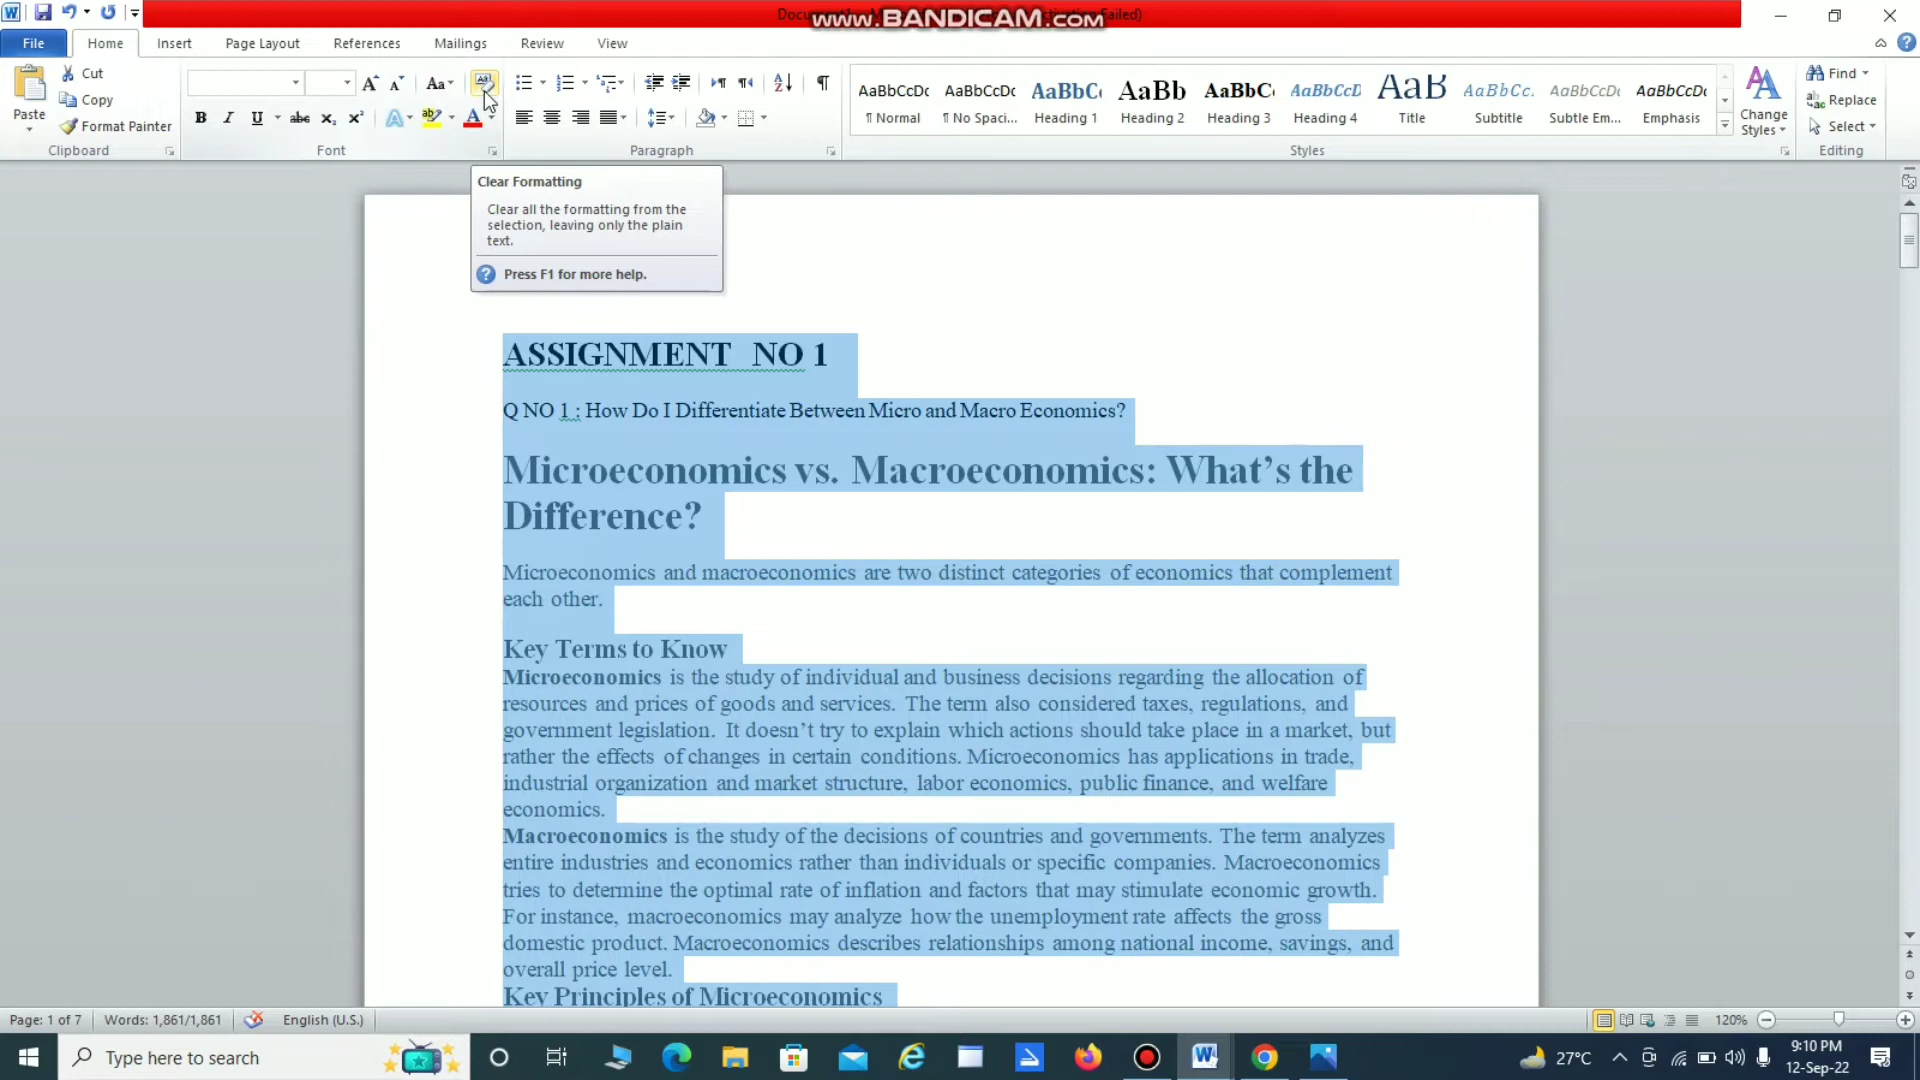 www.BANDICAM.com
File Home Insert Page Layout References Mailings Review View
Paste
Cut
Copy
Format Painter
Clipboard
Aa
B I U abc x₂ x² A ab A
Font
Paragraph
AaBbCcDc AaBbCcDc AaBbC AaBb AaBbC AaBbCcD AaB AaBbCc. AaBbCcDc AaBbCcDc
¶ Normal ¶ No Spaci... Heading 1 Heading 2 Heading 3 Heading 4 Title Subtitle Subtle Em... Emphasis
Styles
Change
Styles
Find
Replace
Select
Editing
Clear Formatting
Clear all the formatting from the
selection, leaving only the plain
text.
Press F1 for more help.
ASSIGNMENT NO 1
Q NO 1 : How Do I Differentiate Between Micro and Macro Economics?
Microeconomics vs. Macroeconomics: What’s the
Difference?
Microeconomics and macroeconomics are two distinct categories of economics that complement
each other.
Key Terms to Know
Microeconomics is the study of individual and business decisions regarding the allocation of
resources and prices of goods and services. The term also considered taxes, regulations, and
government legislation. It doesn’t try to explain which actions should take place in a market, but
rather the effects of changes in certain conditions. Microeconomics has applications in trade,
industrial organization and market structure, labor economics, public finance, and welfare
economics.
Macroeconomics is the study of the decisions of countries and governments. The term analyzes
entire industries and economics rather than individuals or specific companies. Macroeconomics
tries to determine the optimal rate of inflation and factors that may stimulate economic growth.
For instance, macroeconomics may analyze how the unemployment rate affects the gross
domestic product. Macroeconomics describes relationships among national income, savings, and
overall price level.
Key Principles of Microeconomics
Page: 1 of 7 Words: 1,861/1,861 English (U.S.) 120%
Type here to search
27°C
9:10 PM
12-Sep-22